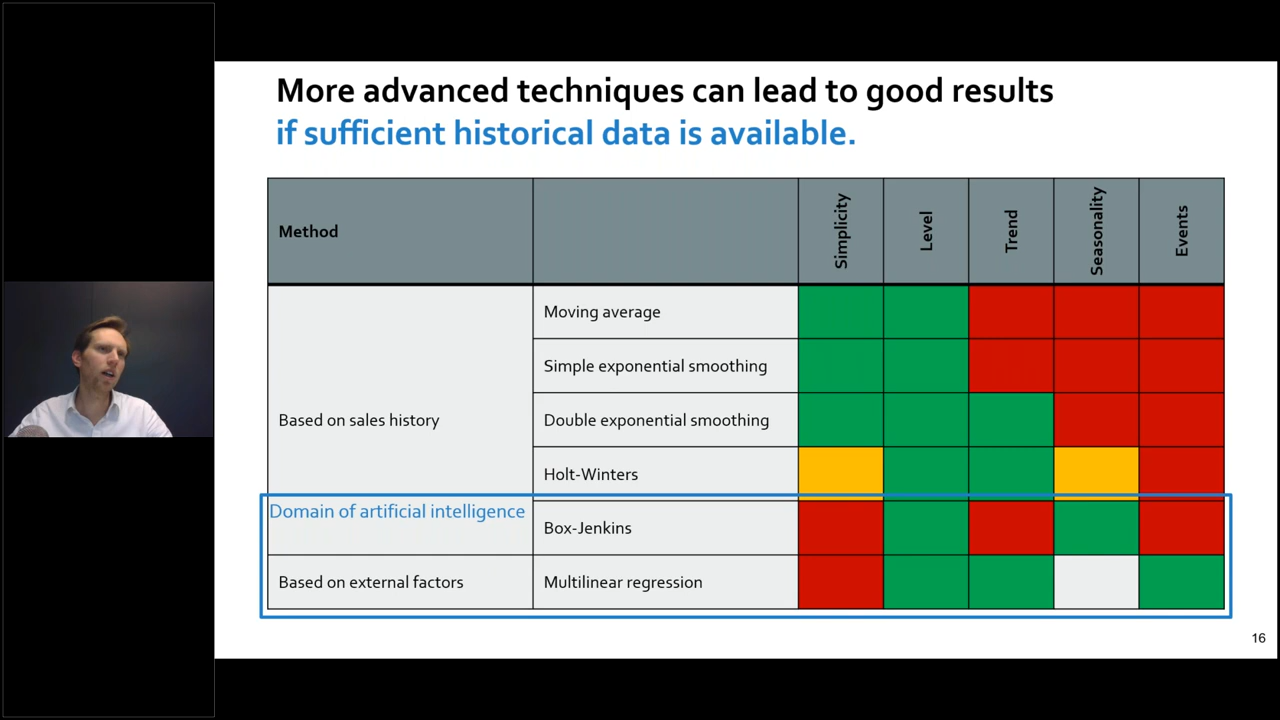 More advanced techniques can lead to good results
if sufficient historical data is available.
Method
Simplicity
Level
Trend
Seasonality
Events
Based on sales history
Moving average
Simple exponential smoothing
Double exponential smoothing
Holt-Winters
Domain of artificial intelligence
Box-Jenkins
Based on external factors
Multilinear regression
16